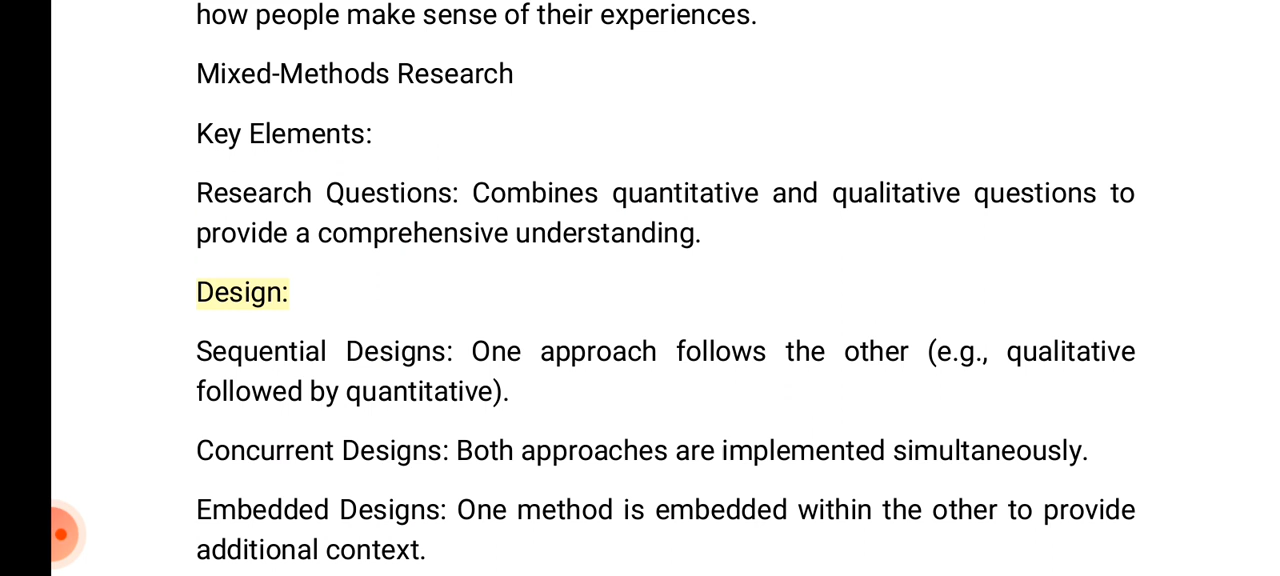 how people make sense of their experiences.
Mixed-Methods Research
Key Elements:
Research Questions: Combines quantitative and qualitative questions to
provide a comprehensive understanding.
Design:
Sequential Designs: One approach follows the other (e.g., qualitative
followed by quantitative).
Concurrent Designs: Both approaches are implemented simultaneously.
Embedded Designs: One method is embedded within the other to provide
additional context.